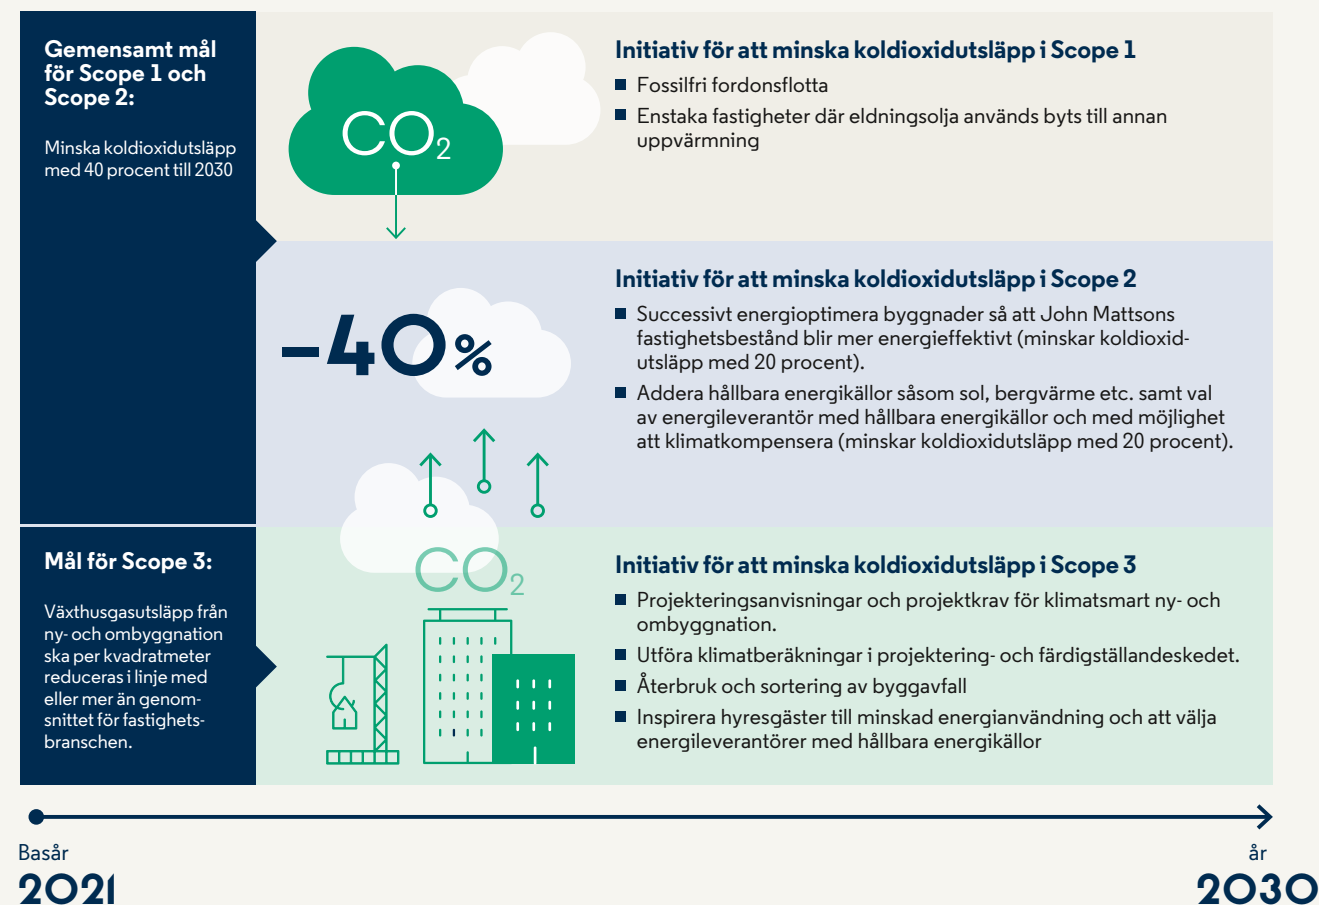 Gemensamt mål
för Scope 1 och
Scope 2:
Minska koldioxidutsläpp
med 40 procent till 2030
CO2
Initiativ för att minska koldioxidutsläpp i Scope 1
Fossilfri fordonsflotta
Enstaka fastigheter där eldningsolja används byts till annan
uppvärmning
–40%
Initiativ för att minska koldioxidutsläpp i Scope 2
Successivt energioptimera byggnader så att John Mattsons
fastighetsbestånd blir mer energieffektivt (minskar koldioxid-
utsläpp med 20 procent).
Addera hållbara energikällor såsom sol, bergvärme etc. samt val
av energileverantör med hållbara energikällor och med möjlighet
att klimatkompensera (minskar koldioxidutsläpp med 20 procent).
Mål för Scope 3:
Växthusgasutsläpp från
ny- och ombyggnation
ska per kvadratmeter
reduceras i linje med
eller mer än genom-
snittet för fastighets-
branschen.
CO2
Initiativ för att minska koldioxidutsläpp i Scope 3
Projekteringsanvisningar och projektkrav för klimatsmart ny- och
ombyggnation.
Utföra klimatberäkningar i projektering- och färdigställandeskedet.
Återbruk och sortering av byggavfall
Inspirera hyresgäster till minskad energianvändning och att välja
energileverantörer med hållbara energikällor
Basår
2021
år
2030